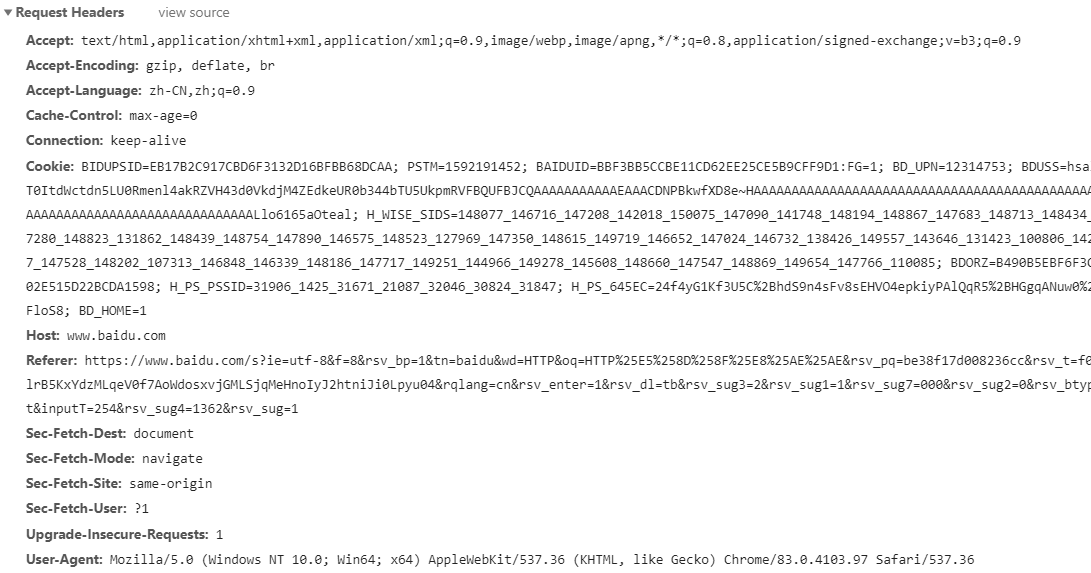 Request Headers view source
Accept: text/html,application/xhtml+xml,application/xml;q=0.9,image/webp,image/apng,*/*;q=0.8,application/signed-exchange;v=b3;q=0.9
Accept-Encoding: gzip, deflate, br
Accept-Language: zh-CN,zh;q=0.9
Cache-Control: max-age=0
Connection: keep-alive
Cookie: BIDUPSID=EB17B2C917CBD6F3132D16BFBB68DCAA; PSTM=1592191452; BAIDUID=BBF3BB5CCBE11CD62EE25CE5B9CFF9D1:FG=1; BD_UPN=12314753; BDUSS=hsa
T0ItdWctdn5LU0Rmenl4akRZVH43d0VkdjM4ZEdkeUR0b344bTU5UkpmRVFBQUFBJCQAAAAAAAAAAAEAAACDNPBkwfXD8e~HAAAAAAAAAAAAAAAAAAAAAAAAAAAAAAAAAAAAAAAAAAAA
AAAAAAAAAAAAAAAAAAAAAAAAAAAAAALlo6165aOteal; H_WISE_SIDS=148077_146716_147208_142018_150075_147090_141748_148194_148867_147683_148713_148434_
7280_148823_131862_148439_148754_147890_146575_148523_127969_147350_148615_149719_146652_147024_146732_138426_149557_143646_131423_100806_142
7_147528_148202_107313_146848_146339_148186_147717_149251_144966_149278_145608_148660_147547_148869_149654_147766_110085; BDORZ=B490B5EBF6F3C
02E515D22BCDA1598; H_PS_PSSID=31906_1425_31671_21087_32046_30824_31847; H_PS_645EC=24f4yG1Kf3U5C%2BhdS9n4sFv8sEHVO4epkiyPAlQqR5%2BHGgqANuw0%2
FloS8; BD_HOME=1
Host: www.baidu.com
Referer: https://www.baidu.com/s?ie=utf-8&f=8&rsv_bp=1&tn=baidu&wd=HTTP&oq=HTTP%25E5%258D%258F%25E8%25AE%25AE&rsv_pq=be38f17d008236cc&rsv_t=f0
lrB5KxYdzMLqeV0f7AoWdosxvjGMLSjqMeHnoIyJ2htniJi0Lpyu04&rqlang=cn&rsv_enter=1&rsv_dl=tb&rsv_sug3=2&rsv_sug1=1&rsv_sug7=000&rsv_sug2=0&rsv_btyp
t&inputT=254&rsv_sug4=1362&rsv_sug=1
Sec-Fetch-Dest: document
Sec-Fetch-Mode: navigate
Sec-Fetch-Site: same-origin
Sec-Fetch-User: ?1
Upgrade-Insecure-Requests: 1
User-Agent: Mozilla/5.0 (Windows NT 10.0; Win64; x64) AppleWebKit/537.36 (KHTML, like Gecko) Chrome/83.0.4103.97 Safari/537.36